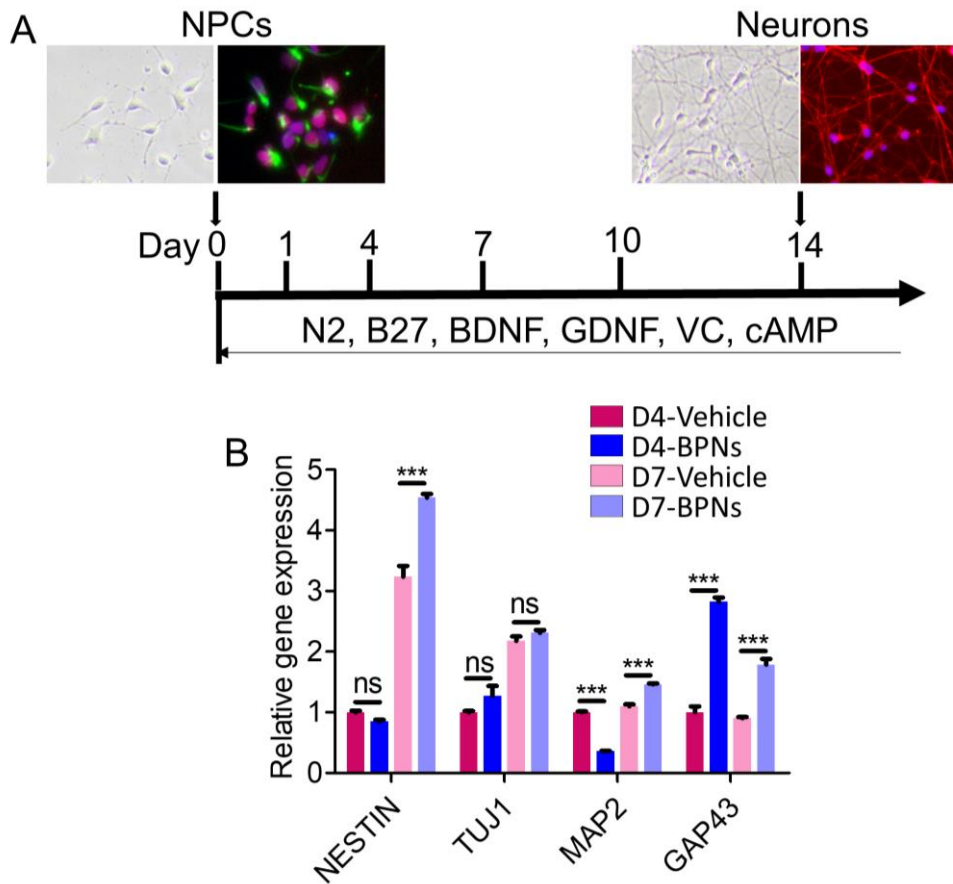 A
NPCs
Neurons
Day 0 1 4 7 10 14
N2, B27, BDNF, GDNF, VC, cAMP
B
D4-Vehicle
D4-BPNs
D7-Vehicle
D7-BPNs
Relative gene expression
5
4
3
2
1
0
ns
***
ns
ns
***
***
***
***
NESTIN
TUJ1
MAP2
GAP43